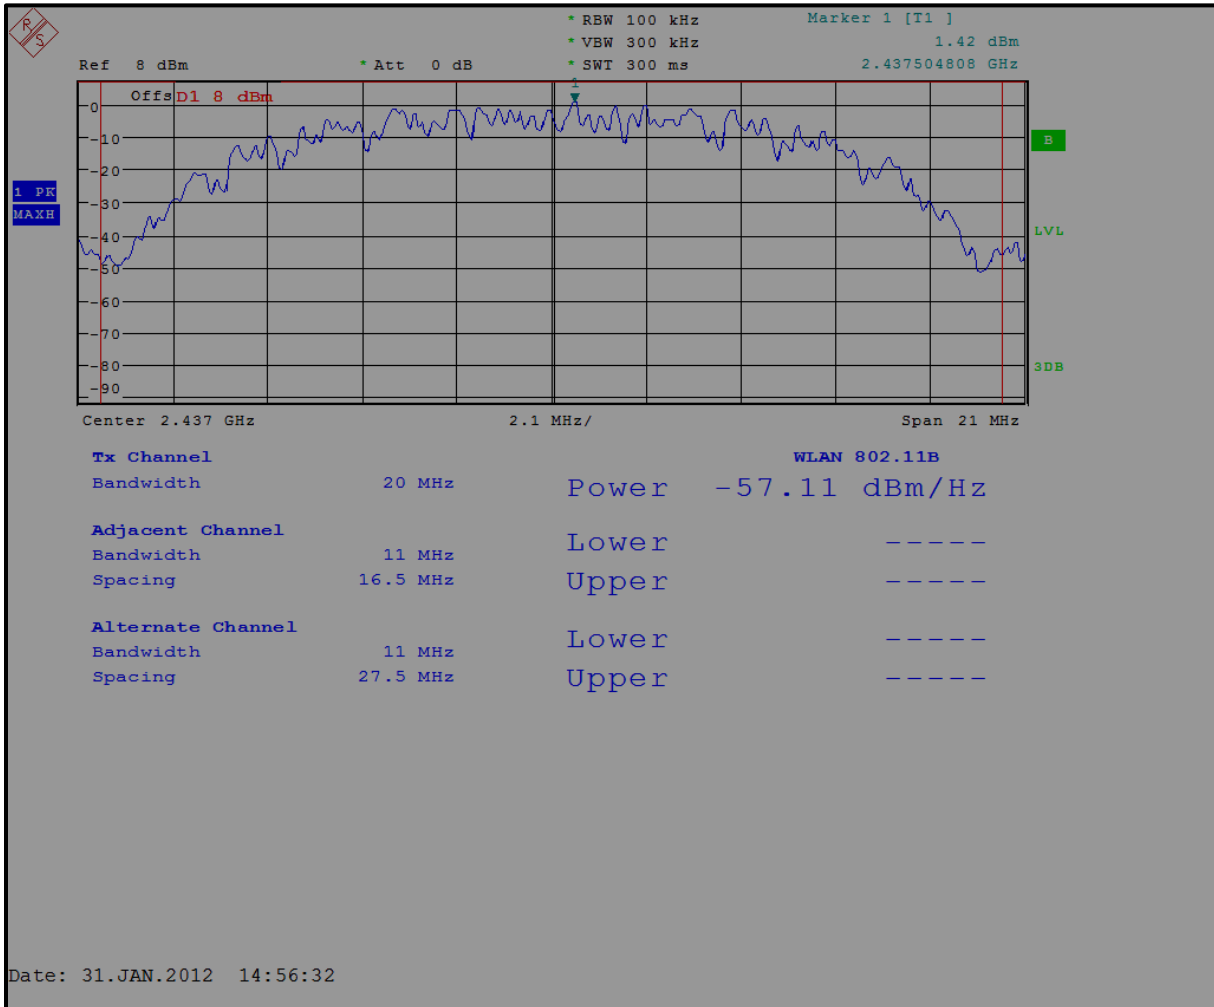 R/S
* RBW 100 kHz   Marker 1 [T1 ]
* VBW 300 kHz   1.42 dBm
Ref 8 dBm   * Att 0 dB   * SWT 300 ms   2.437504808 GHz
1
Offs D1 8 dBm
0
-10
B
-20
1 PK
MAXH
-30
-40
LVL
-50
-60
-70
-80
3DB
-90
Center 2.437 GHz   2.1 MHz/   Span 21 MHz
Tx Channel   WLAN 802.11B
Bandwidth   20 MHz   Power   -57.11 dBm/Hz
Adjacent Channel
Lower   -----
Bandwidth   11 MHz
Spacing   16.5 MHz   Upper   -----
Alternate Channel
Lower   -----
Bandwidth   11 MHz
Spacing   27.5 MHz   Upper   -----
Date: 31.JAN.2012  14:56:32